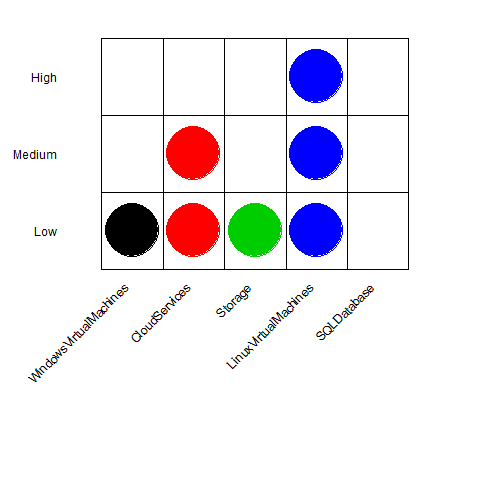 High
Medium
Low
WindowsVirtualMachines
CloudServices
Storage
LinuxVirtualMachines
SQLDatabase